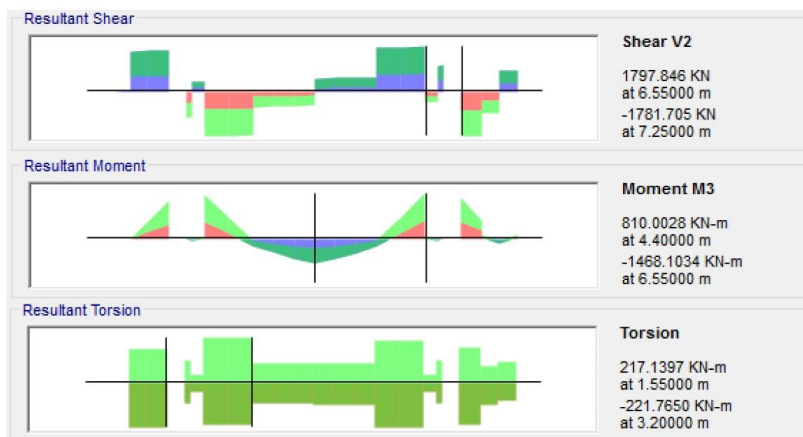 Resultant Shear
Shear V2
1797.846 KN
at 6.55000 m
-1781.705 KN
at 7.25000 m
Resultant Moment
Moment M3
810.0028 KN-m
at 4.40000 m
-1468.1034 KN-m
at 6.55000 m
Resultant Torsion
Torsion
217.1397 KN-m
at 1.55000 m
-221.7650 KN-m
at 3.20000 m